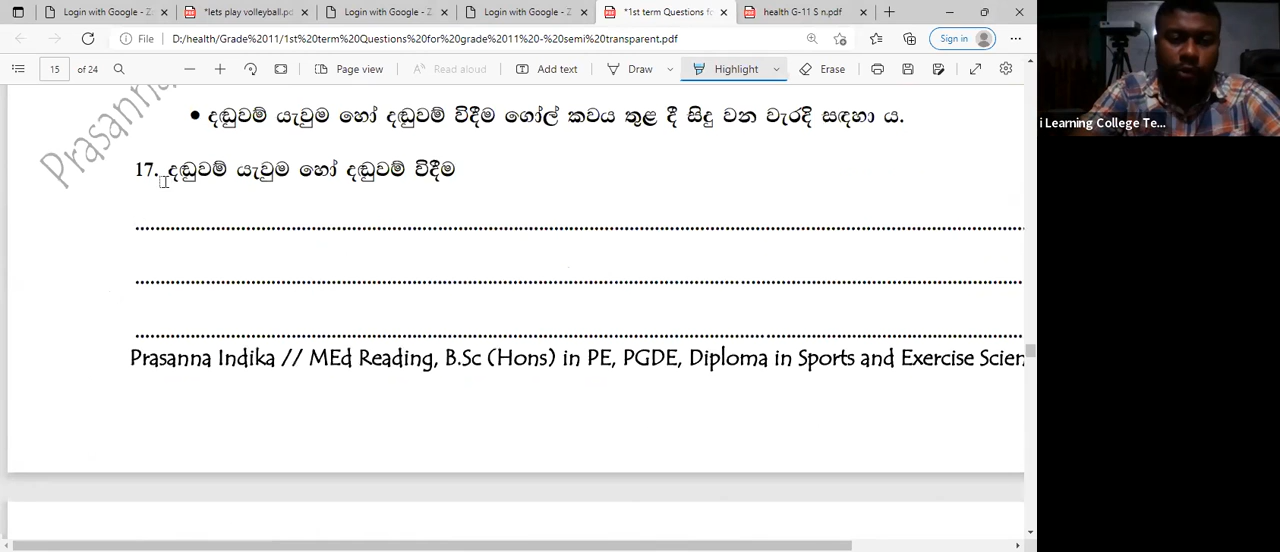 Login with Google - Z
*lets play volleyball.pd
Login with Google - Z
Login with Google - Z
*1st term Questions fo
health G-11 S n.pdf
File
D:/health/Grade%2011/1st%20term%20Questions%20for%20grade%2011%20-%20semi%20transparent.pdf
Sign in
15 of 24
Page view
Read aloud
Add text
Draw
Highlight
Erase
Prasanna
• දඬුවම් යැවුම හෝ දඬුවම් විදීම ගෝල් කවය තුළ දී සිදු වන වැරදි සඳහා ය.
17. දඬුවම් යැවුම හෝ දඬුවම් විදීම
Prasanna Indika // MEd Reading, B.Sc (Hons) in PE, PGDE, Diploma in Sports and Exercise Scien
i Learning College Te...